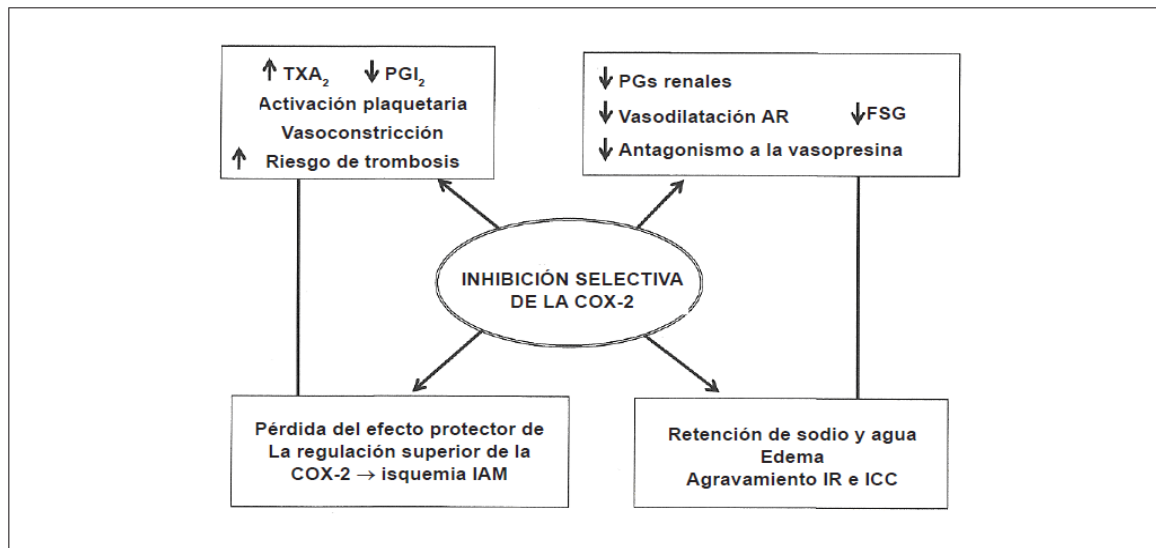 ↑ TXA₂ ↓ PGI₂
Activación plaquetaria
Vasoconstricción
↑ Riesgo de trombosis
↓ PGs renales
↓ Vasodilatación AR ↓FSG
↓ Antagonismo a la vasopresina
INHIBICIÓN SELECTIVA
DE LA COX-2
Pérdida del efecto protector de
La regulación superior de la
COX-2 → isquemia IAM
Retención de sodio y agua
Edema
Agravamiento IR e ICC